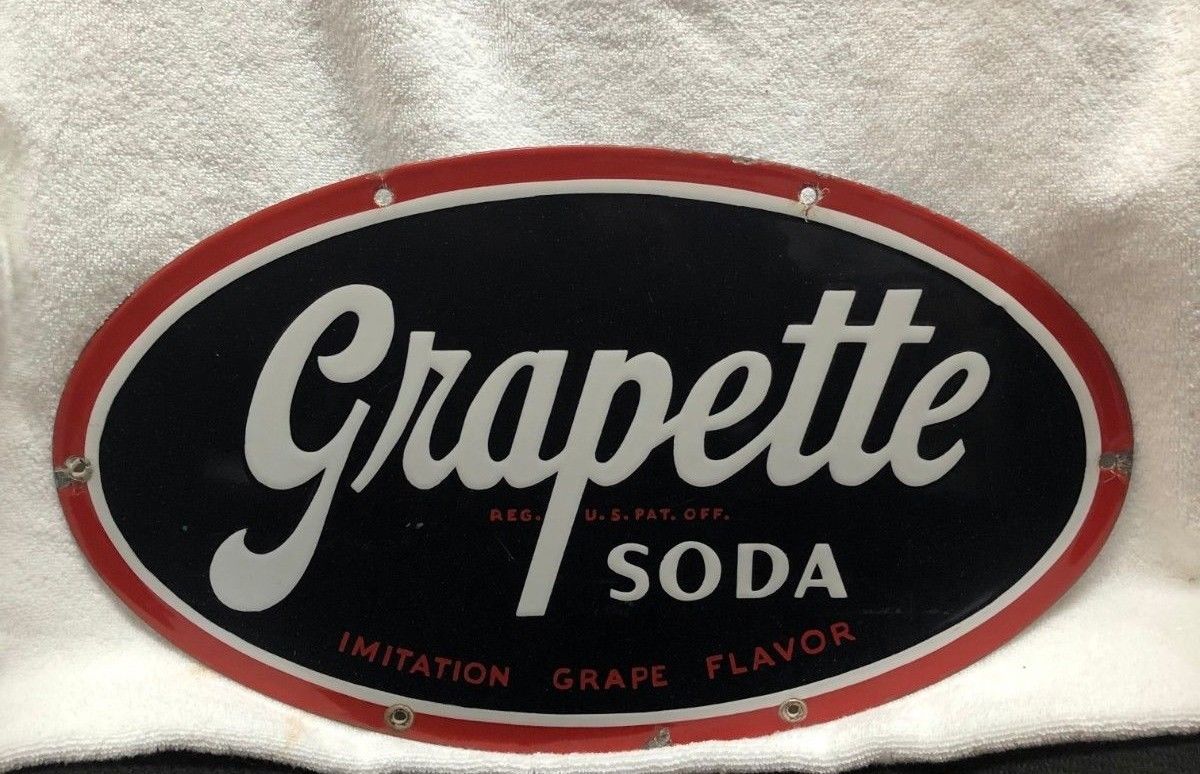 Grapette
REG. U.S. PAT. OFF.
SODA
IMITATION GRAPE FLAVOR